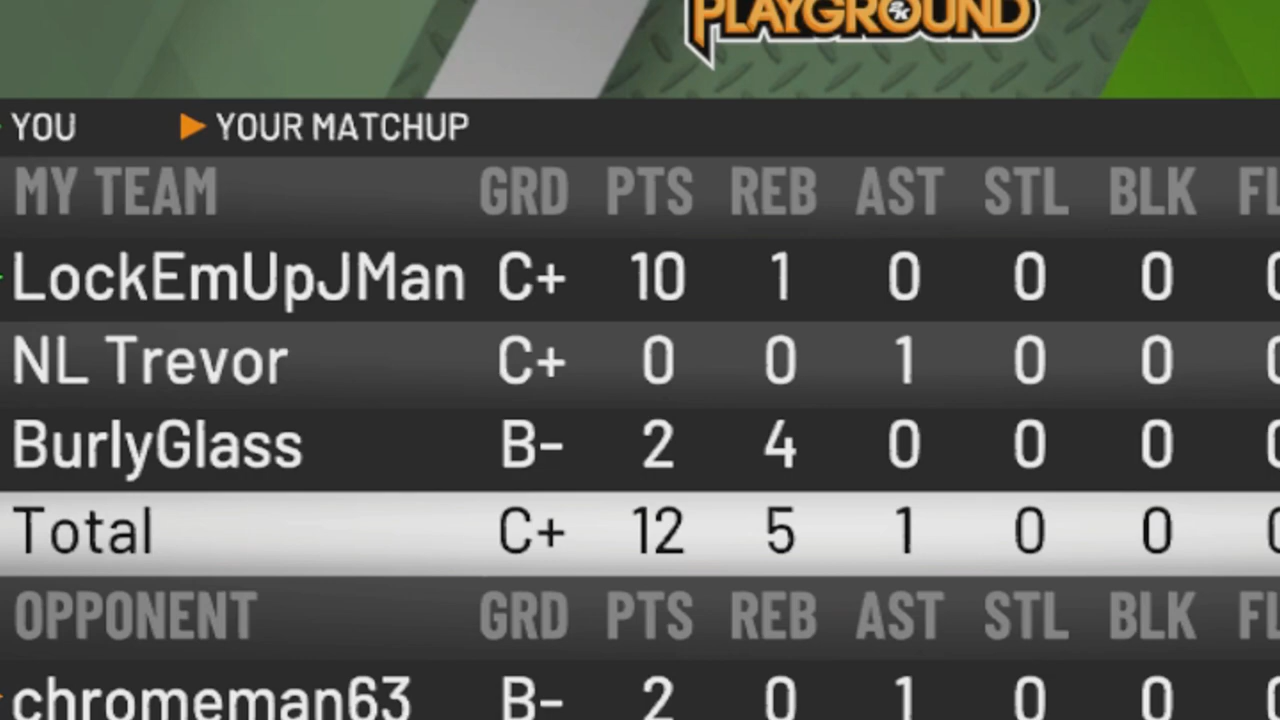 PLAYGROUND
2K
YOU YOUR MATCHUP
MY TEAM GRD PTS REB AST STL BLK
LockEmUpJMan C+ 10 1 0 0 0
NL Trevor C+ 0 0 1 0 0
BurlyGlass B- 2 4 0 0 0
Total C+ 12 5 1 0 0
OPPONENT GRD PTS REB AST STL BLK
chromeman63 B- 2 0 1 0 0